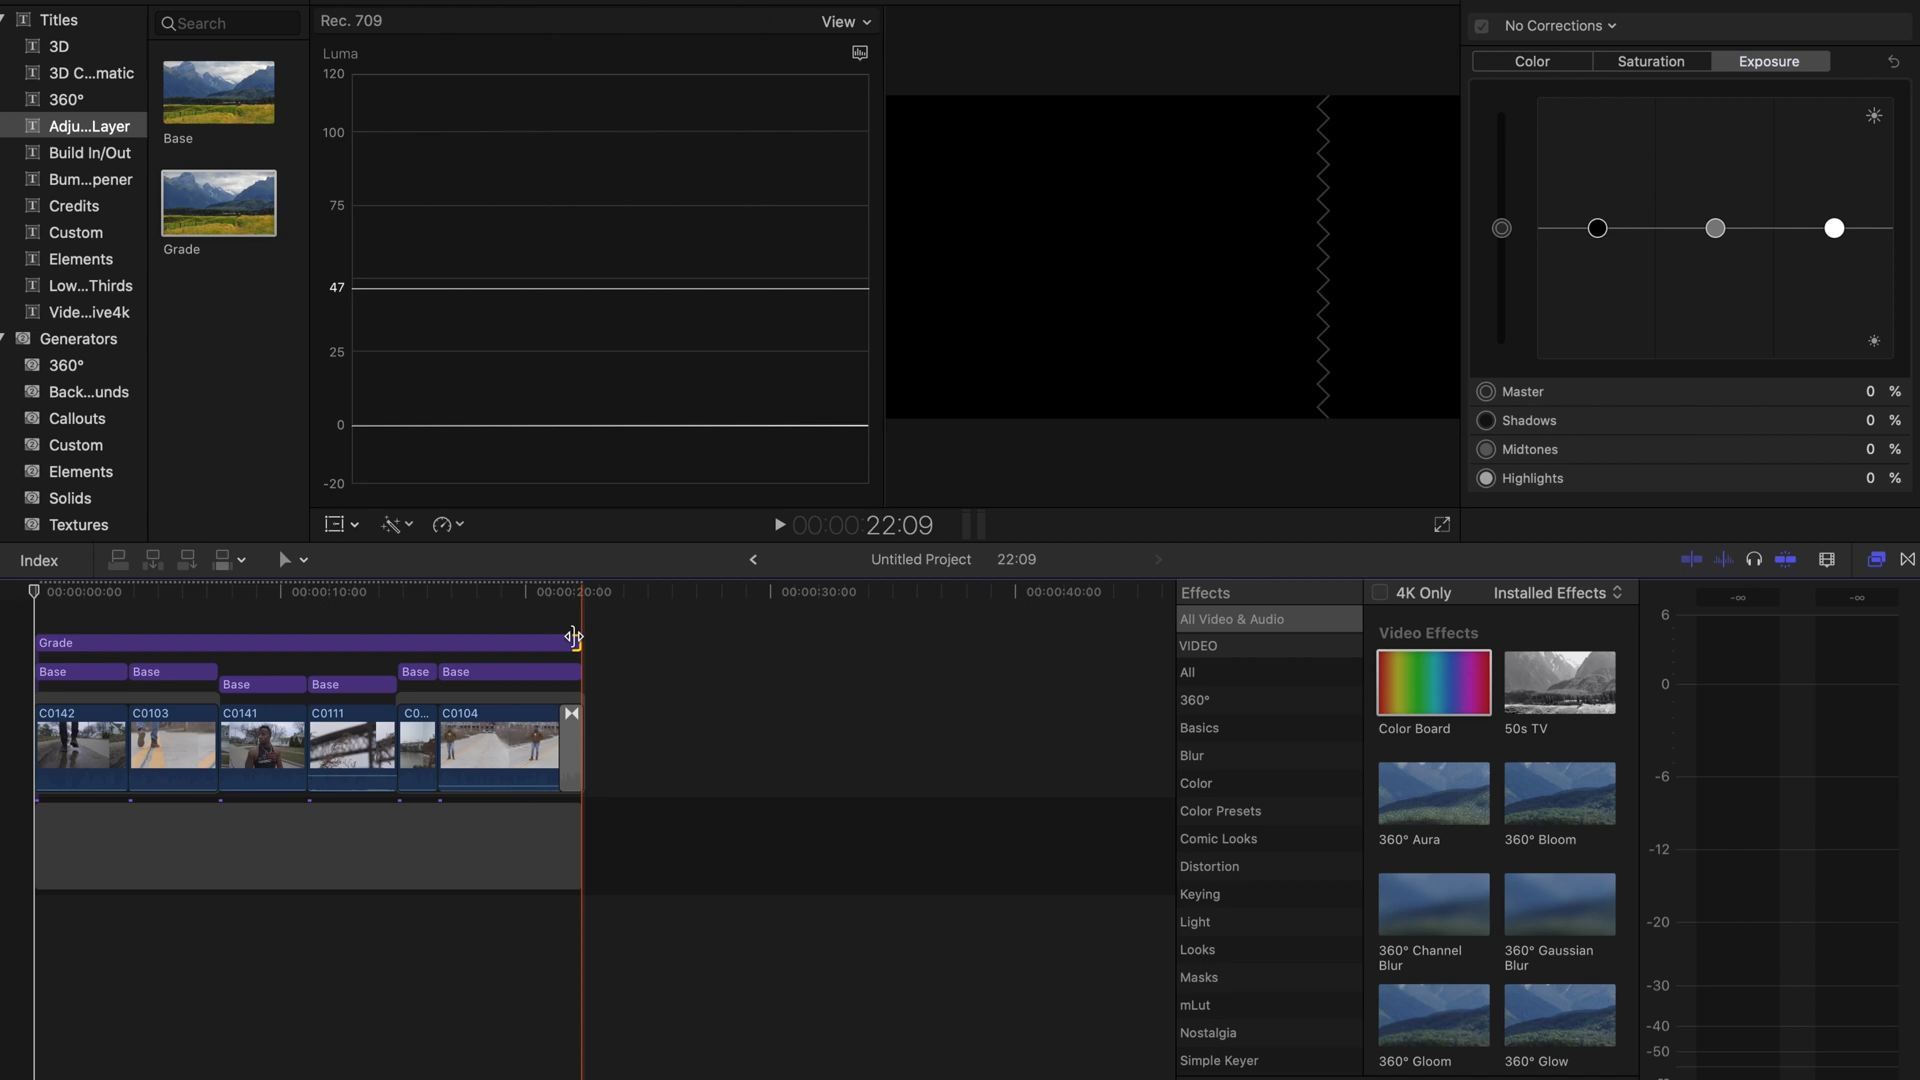 Titles
3D
3D C...matic
360°
Adju...Layer
Build In/Out
Bum...pener
Credits
Custom
Elements
Low...Thirds
Vide...ive4k
Generators
360°
Back...unds
Callouts
Custom
Elements
Solids
Textures
Search
Base
Grade
Rec. 709
View
Luma
120
100
75
47
25
0
-20
00:00:00:22:09
No Corrections
Color
Saturation
Exposure
Master 0 %
Shadows 0 %
Midtones 0 %
Highlights 0 %
Index
Untitled Project 22:09
00:00:00:00
00:00:10:00
00:00:20:00
00:00:30:00
00:00:40:00
Grade
Base
Base
Base
Base
Base
Base
C0142
C0103
C0141
C0111
C0...
C0104
Effects
All Video & Audio
VIDEO
All
360°
Basics
Blur
Color
Color Presets
Comic Looks
Distortion
Keying
Light
Looks
Masks
mLut
Nostalgia
Simple Keyer
4K Only
Installed Effects
Video Effects
Color Board
50s TV
360° Aura
360° Bloom
360° Channel
Blur
360° Gaussian
Blur
360° Gloom
360° Glow
-∞
-∞
6
0
-6
-12
-20
-30
-40
-50